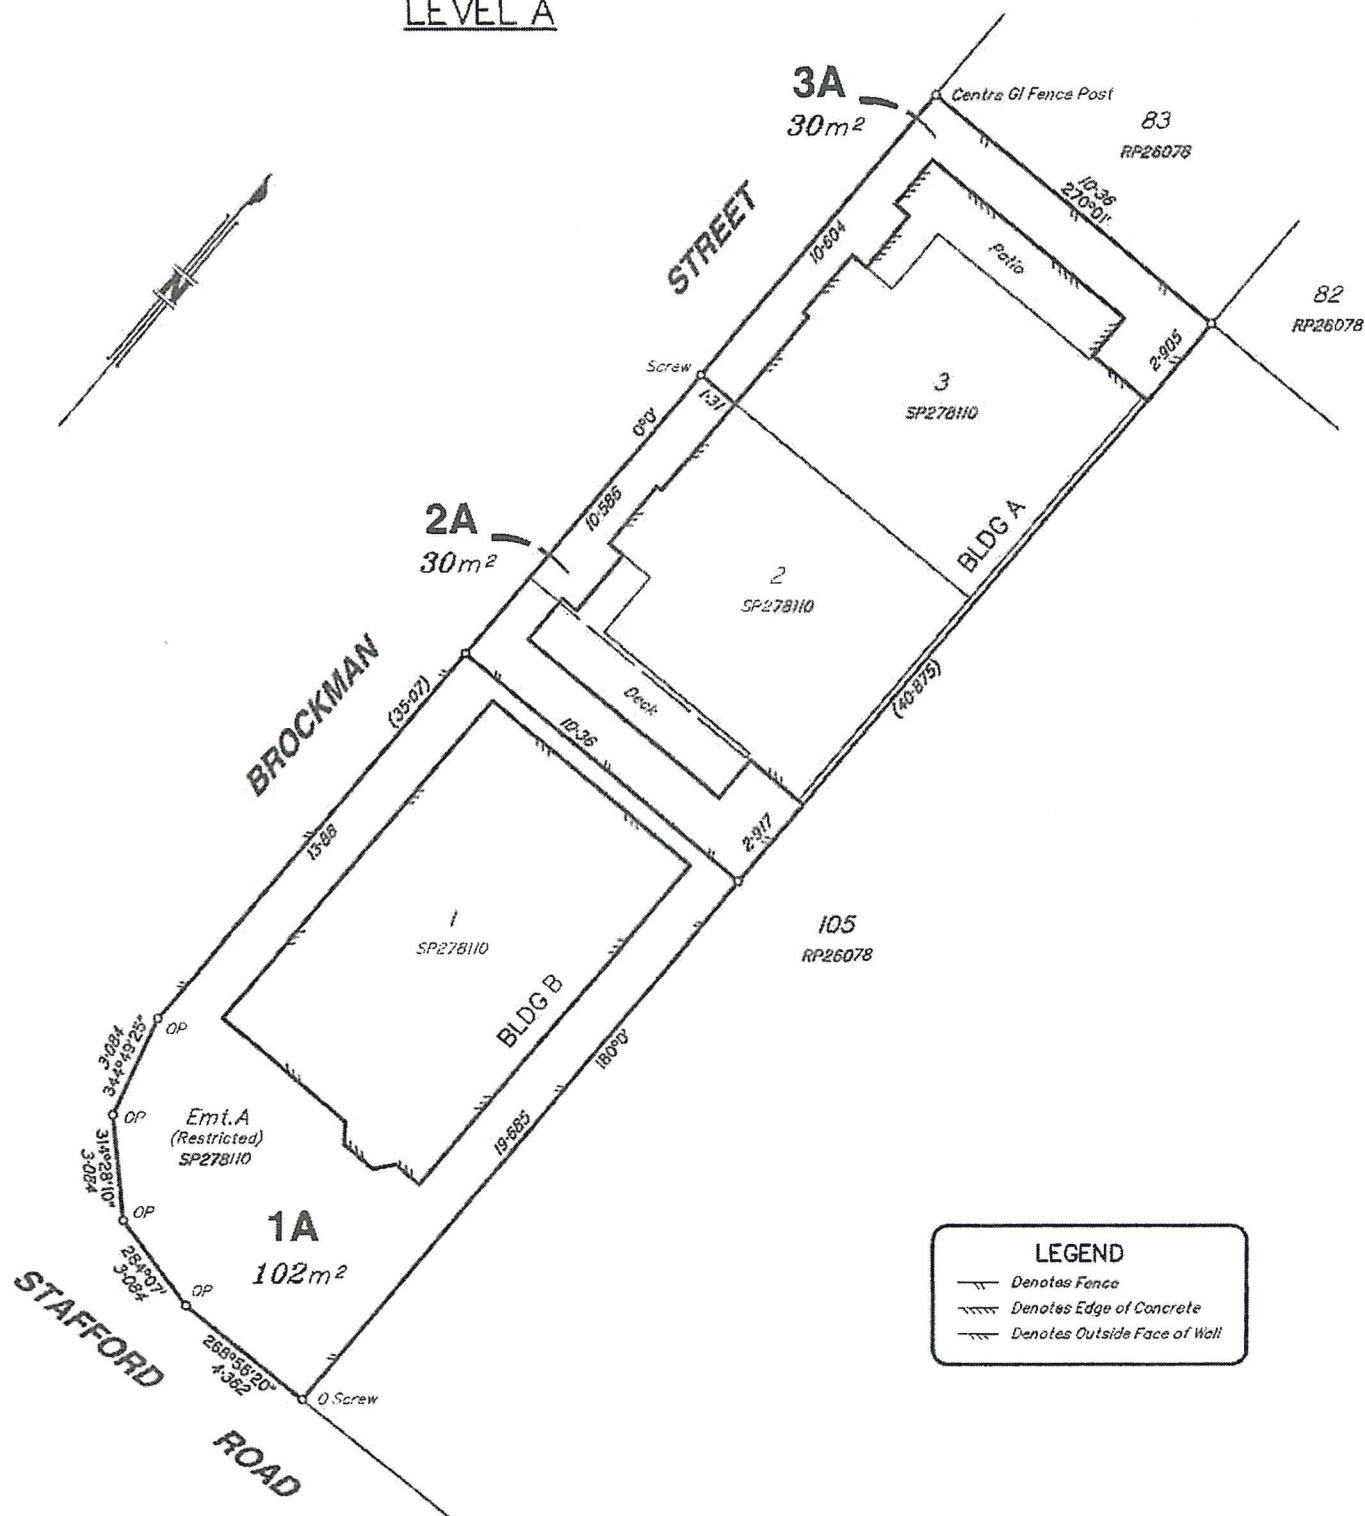 LEVEL A
3A
30m²
Centre GI Fence Post
83
RP26078
10·36
270°01'
STREET
10·604
Patio
82
RP26078
2·905
N
Screw
1·31
3
SP278110
0°0'
10·586
2A
30m²
2
SP278110
BLDG A
BROCKMAN
(35·07)
Deck
(40·875)
10·36
13·88
2·917
1
SP278110
105
RP26078
BLDG B
180°0'
OP
3·084
344°49'25"
OP
Emt.A
(Restricted)
SP278110
19·685
314°28'10"
3·084
OP
1A
102m²
284°07'
3·084
OP
STAFFORD
268°56'20"
4·362
O Screw
ROAD
LEGEND
Denotes Fence
Denotes Edge of Concrete
Denotes Outside Face of Wall